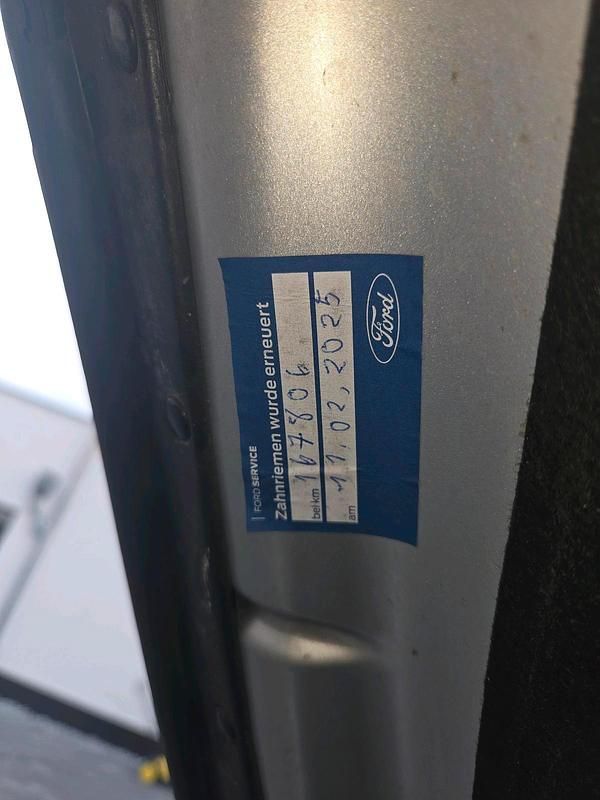 FORD SERVICE
Zahnriemen wurde erneuert
bei km 167806
am 11.02.2025
Ford